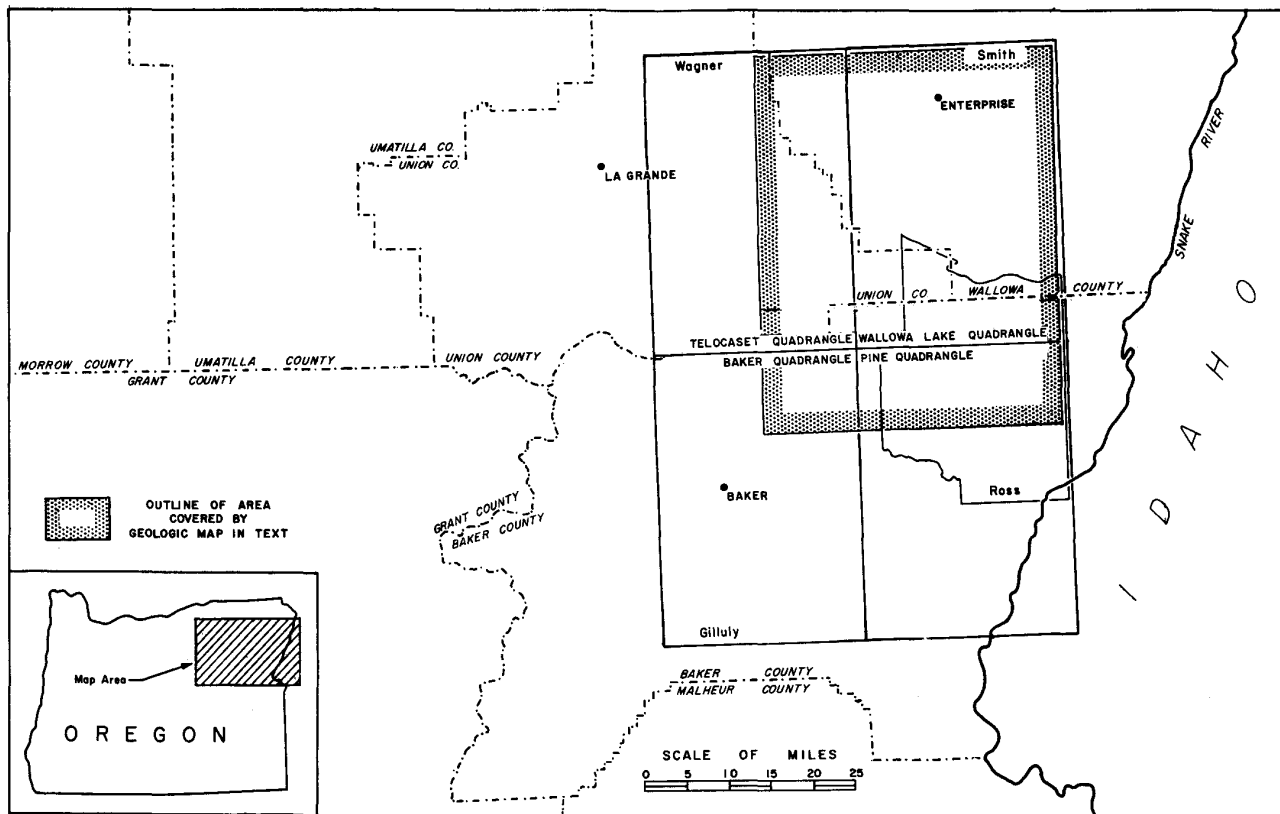 Wagner
Smith
ENTERPRISE
UMATILLA CO.
UNION CO.
LA GRANDE
SNAKE RIVER
UNION CO
WALLOWA COUNTY
TELOCASET QUADRANGLE
WALLOWA LAKE QUADRANGLE
BAKER QUADRANGLE
PINE QUADRANGLE
MORROW COUNTY
UMATILLA COUNTY
UNION COUNTY
GRANT COUNTY
IDAHO
BAKER
Ross
GRANT COUNTY
BAKER COUNTY
OUTLINE OF AREA
COVERED BY
GEOLOGIC MAP IN TEXT
Gilluly
BAKER COUNTY
MALHEUR COUNTY
Map Area
OREGON
SCALE OF MILES
0 5 10 15 20 25